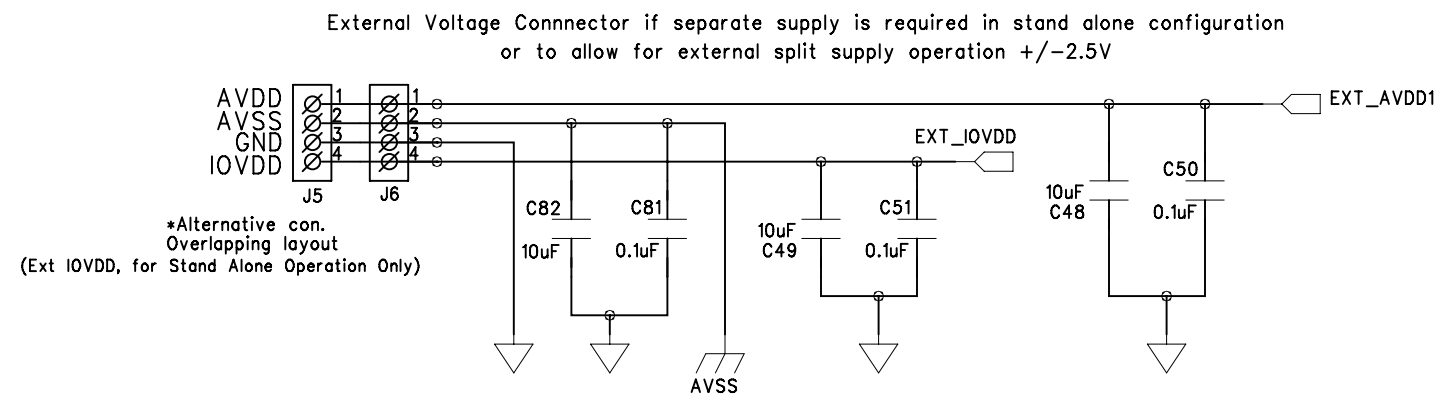 External Voltage Connnector if separate supply is required in stand alone configuration
or to allow for external split supply operation +/-2.5V
AVDD
AVSS
GND
IOVDD
1
2
3
4
1
2
3
4
J5
J6
*Alternative con.
Overlapping layout
(Ext IOVDD, for Stand Alone Operation Only)
EXT_AVDD1
EXT_IOVDD
C82
10uF
C81
0.1uF
10uF
C49
C51
0.1uF
10uF
C48
C50
0.1uF
AVSS